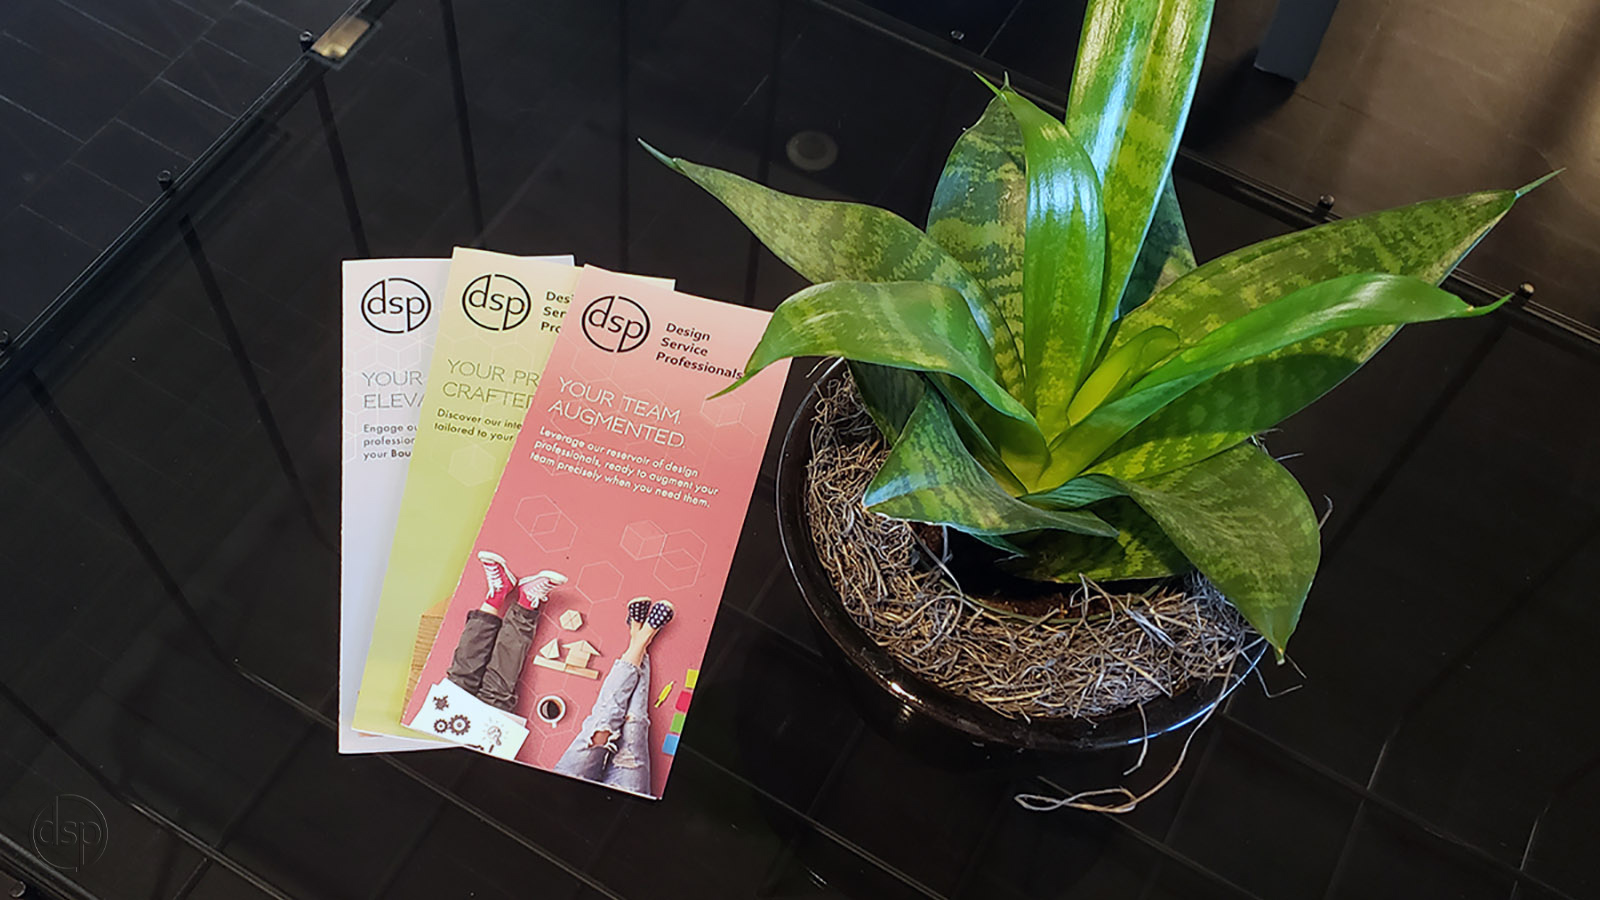 dsp
YOUR
ELEVA
Engage ou
profession
your Bou
dsp
Des
Ser
Pro
YOUR PR
CRAFTED
Discover our inte
tailored to your
dsp
Design
Service
Professionals
YOUR TEAM.
AUGMENTED.
Leverage our reservoir of design
professionals, ready to augment your
team precisely when you need them.
dsp